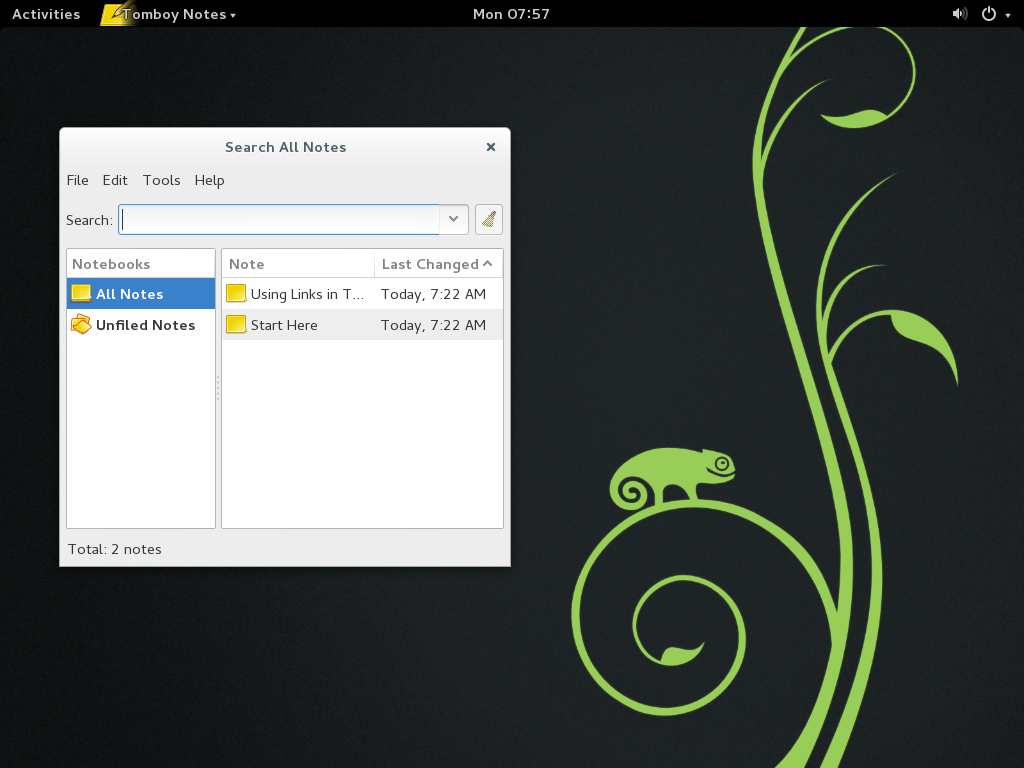 Activities Tomboy Notes Mon 07:57
Search All Notes
File Edit Tools Help
Search:
Notebooks Note Last Changed
All Notes Using Links in T... Today, 7:22 AM
Unfiled Notes Start Here Today, 7:22 AM
Total: 2 notes